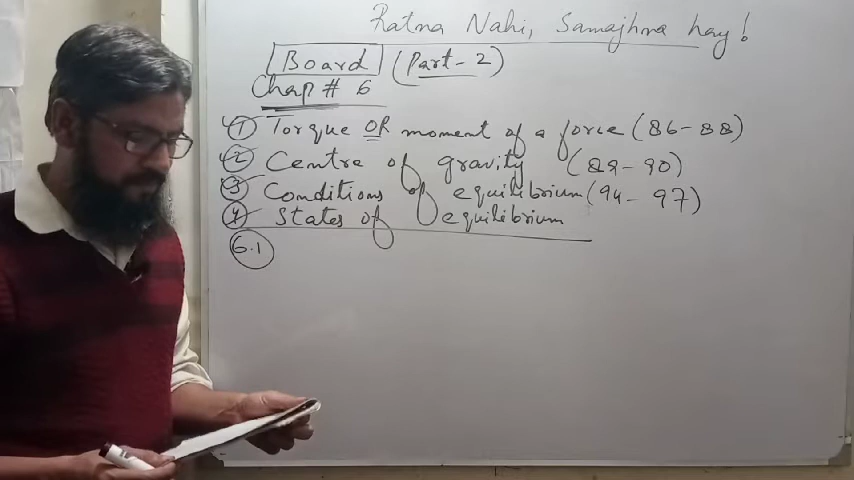 Ratna Nahi, Samajhna hay!
Board (Part-2)
Chap # 6
1 Torque OR moment of a force (86-88)
2 Centre of gravity (89-90)
3 Conditions of equilibrium (94-97)
4 States of equilibrium
6.1